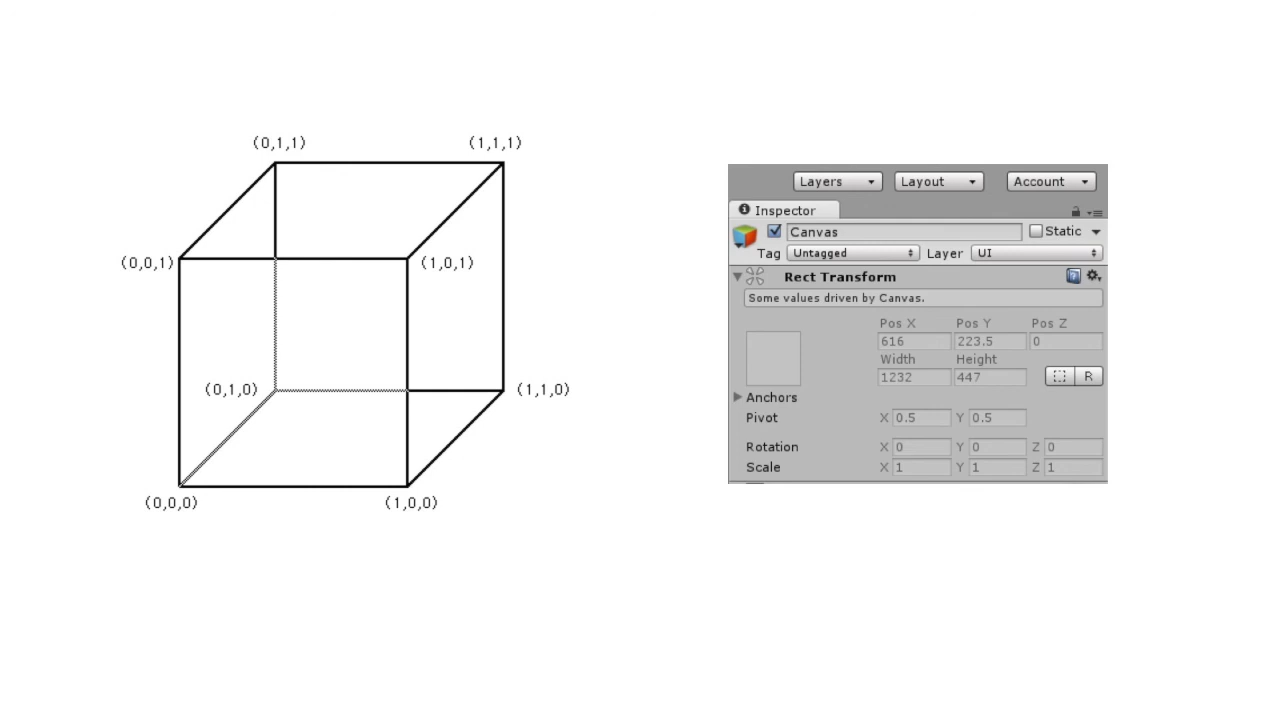 (0,1,1) (1,1,1)
(0,0,1) (1,0,1)
(0,1,0) (1,1,0)
(0,0,0) (1,0,0)
Layers Layout Account
Inspector
Canvas Static
Tag Untagged Layer UI
Rect Transform
Some values driven by Canvas.
Pos X Pos Y Pos Z
616 223.5 0
Width Height
1232 447 R
Anchors
Pivot X 0.5 Y 0.5
Rotation X 0 Y 0 Z 0
Scale X 1 Y 1 Z 1